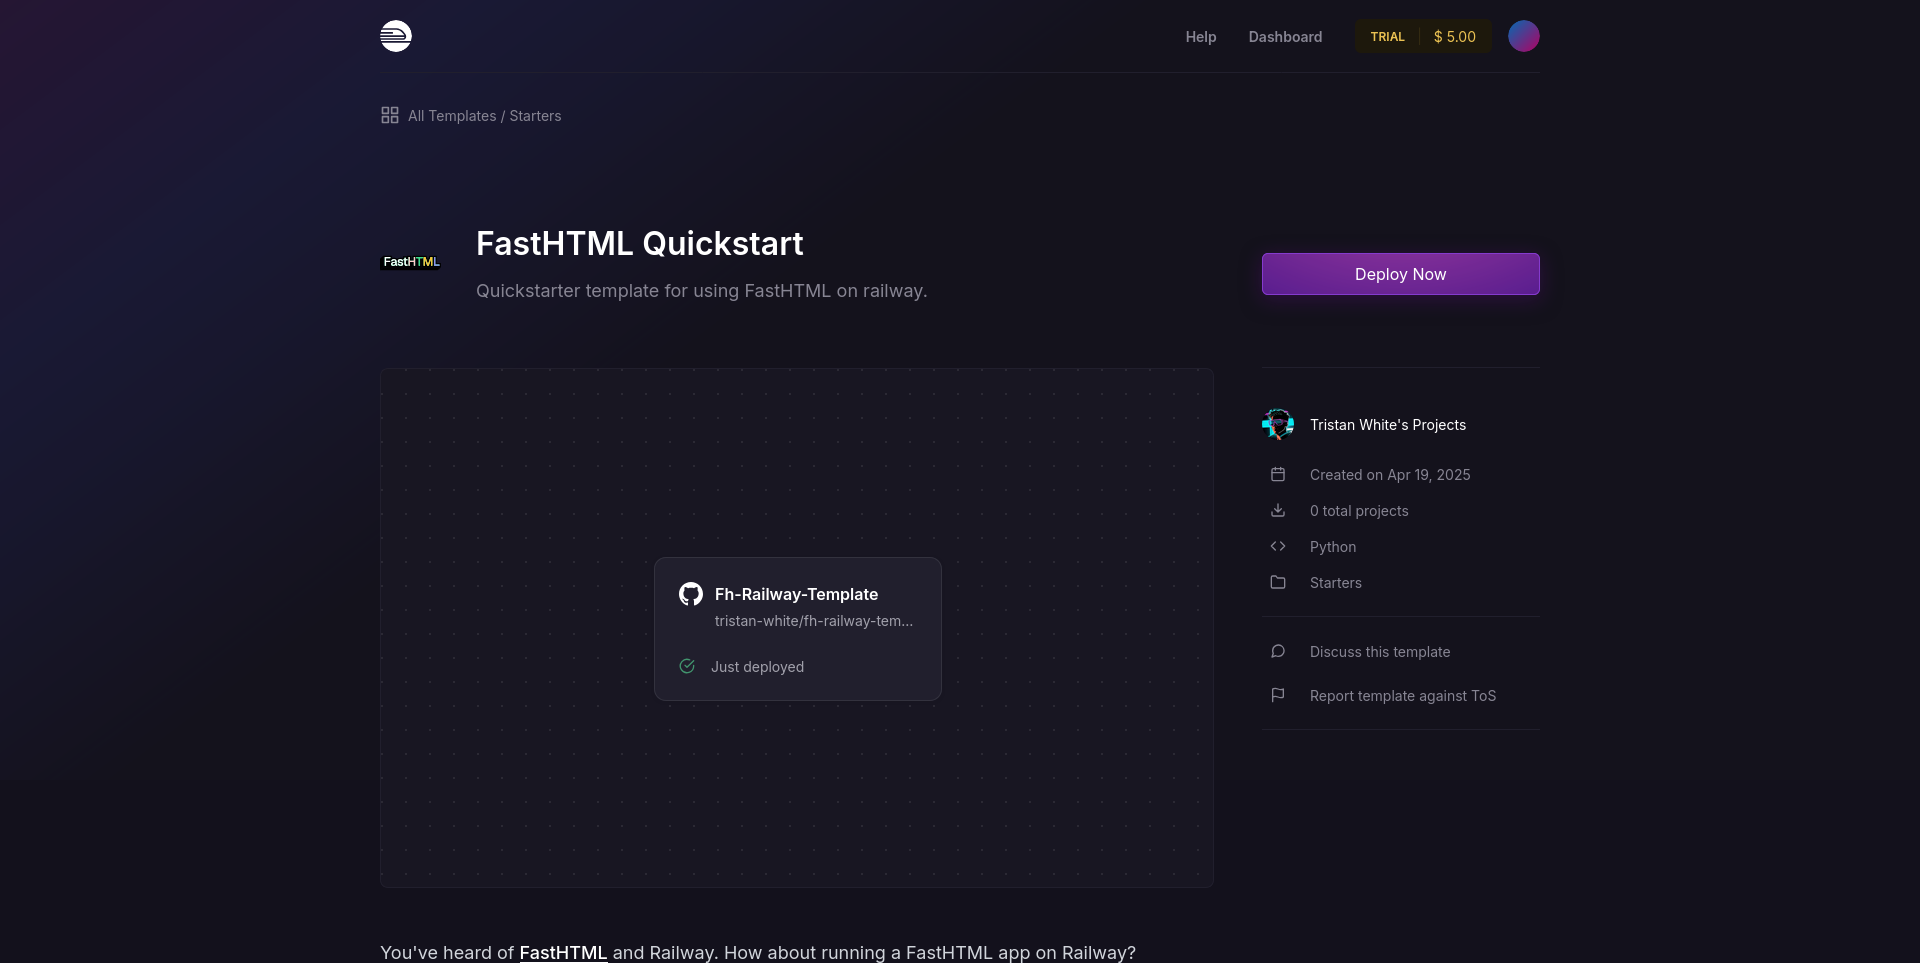 Help
Dashboard
TRIAL
$ 5.00
All Templates / Starters
FastHTML
FastHTML Quickstart
Quickstarter template for using FastHTML on railway.
Deploy Now
Fh-Railway-Template
tristan-white/fh-railway-tem...
Just deployed
Tristan White's Projects
Created on Apr 19, 2025
0 total projects
Python
Starters
Discuss this template
Report template against ToS
You've heard of FastHTML and Railway. How about running a FastHTML app on Railway?